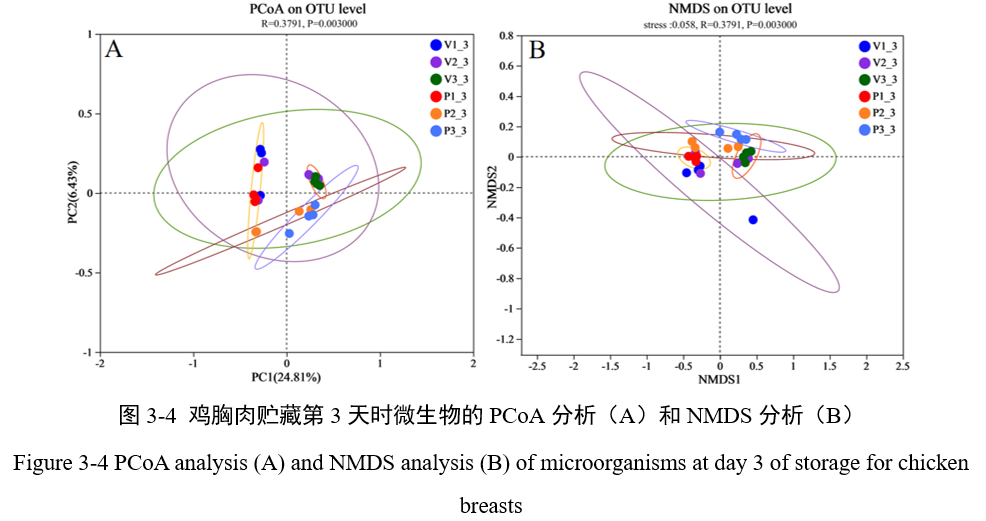 PCoA on OTU level
R=0.3791, P=0.003000
A
V1_3
V2_3
V3_3
P1_3
P2_3
P3_3
1
0.5
0
-0.5
-1
PC2(6.43%)
-2
-1
0
1
2
PC1(24.81%)
NMDS on OTU level
stress :0.058, R=0.3791, P=0.003000
B
V1_3
V2_3
V3_3
P1_3
P2_3
P3_3
0.8
0.6
0.4
0.2
0
-0.2
-0.4
-0.6
-0.8
-1
-1.2
NMDS2
-2.5
-2
-1.5
-1
-0.5
0
0.5
1
1.5
2
2.5
NMDS1
图 3-4 鸡胸肉贮藏第 3 天时微生物的 PCoA 分析（A）和 NMDS 分析（B）
Figure 3-4 PCoA analysis (A) and NMDS analysis (B) of microorganisms at day 3 of storage for chicken
breasts